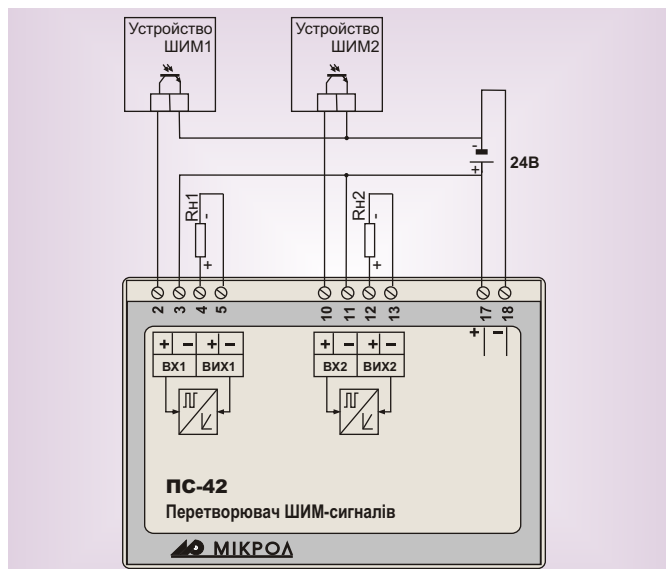 Устройство Устройство
ШИМ1 ШИМ2
-
24В
+
Rн1 - +
Rн2 - +
2 3 4 5 10 11 12 13 17 18
+ - + - + - + - + -
ВХ1 ВИХ1 ВХ2 ВИХ2
ПС-42
Перетворювач ШИМ-сигналів
МІКРОЛ